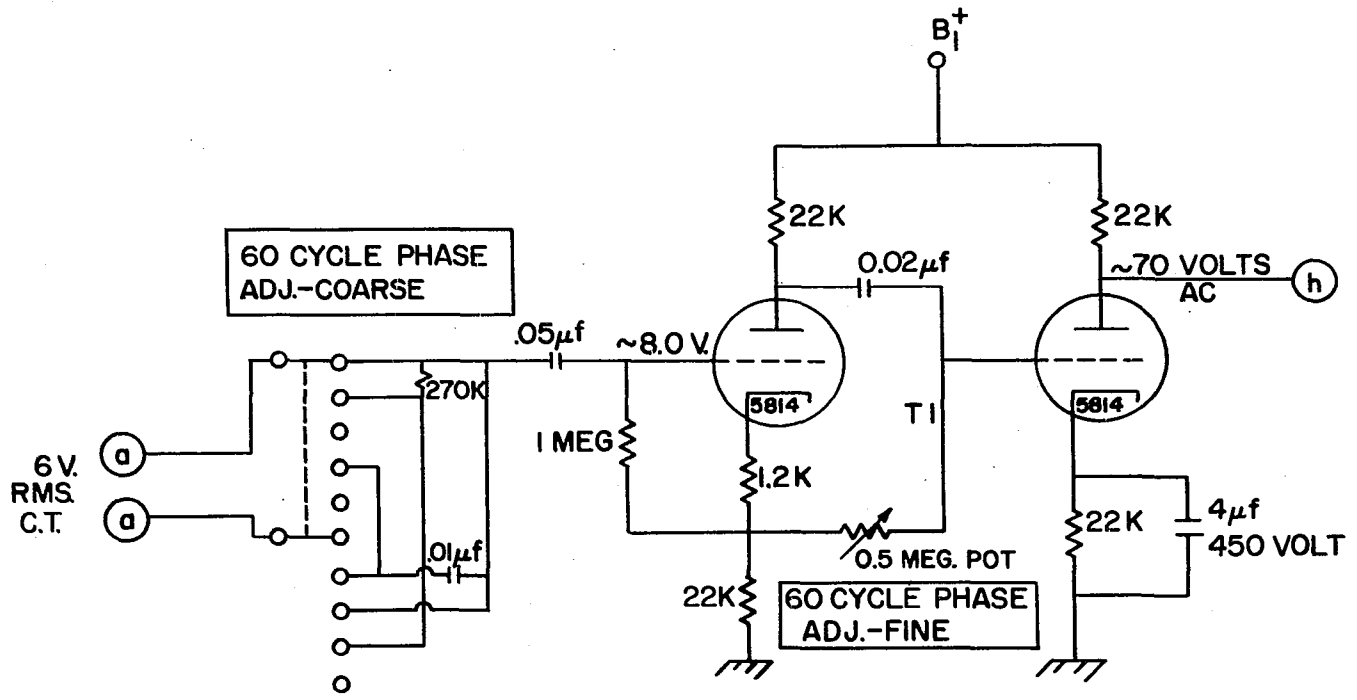 B₁⁺
22K
22K
60 CYCLE PHASE
ADJ.-COARSE
0.02μf
~70 VOLTS
AC
h
.05μf
~8.0 V.
270K
5814
5814
T1
a
6 V.
RMS.
C.T.
a
1 MEG
1.2K
.01μf
0.5 MEG. POT
22K
4μf
450 VOLT
22K
60 CYCLE PHASE
ADJ.-FINE